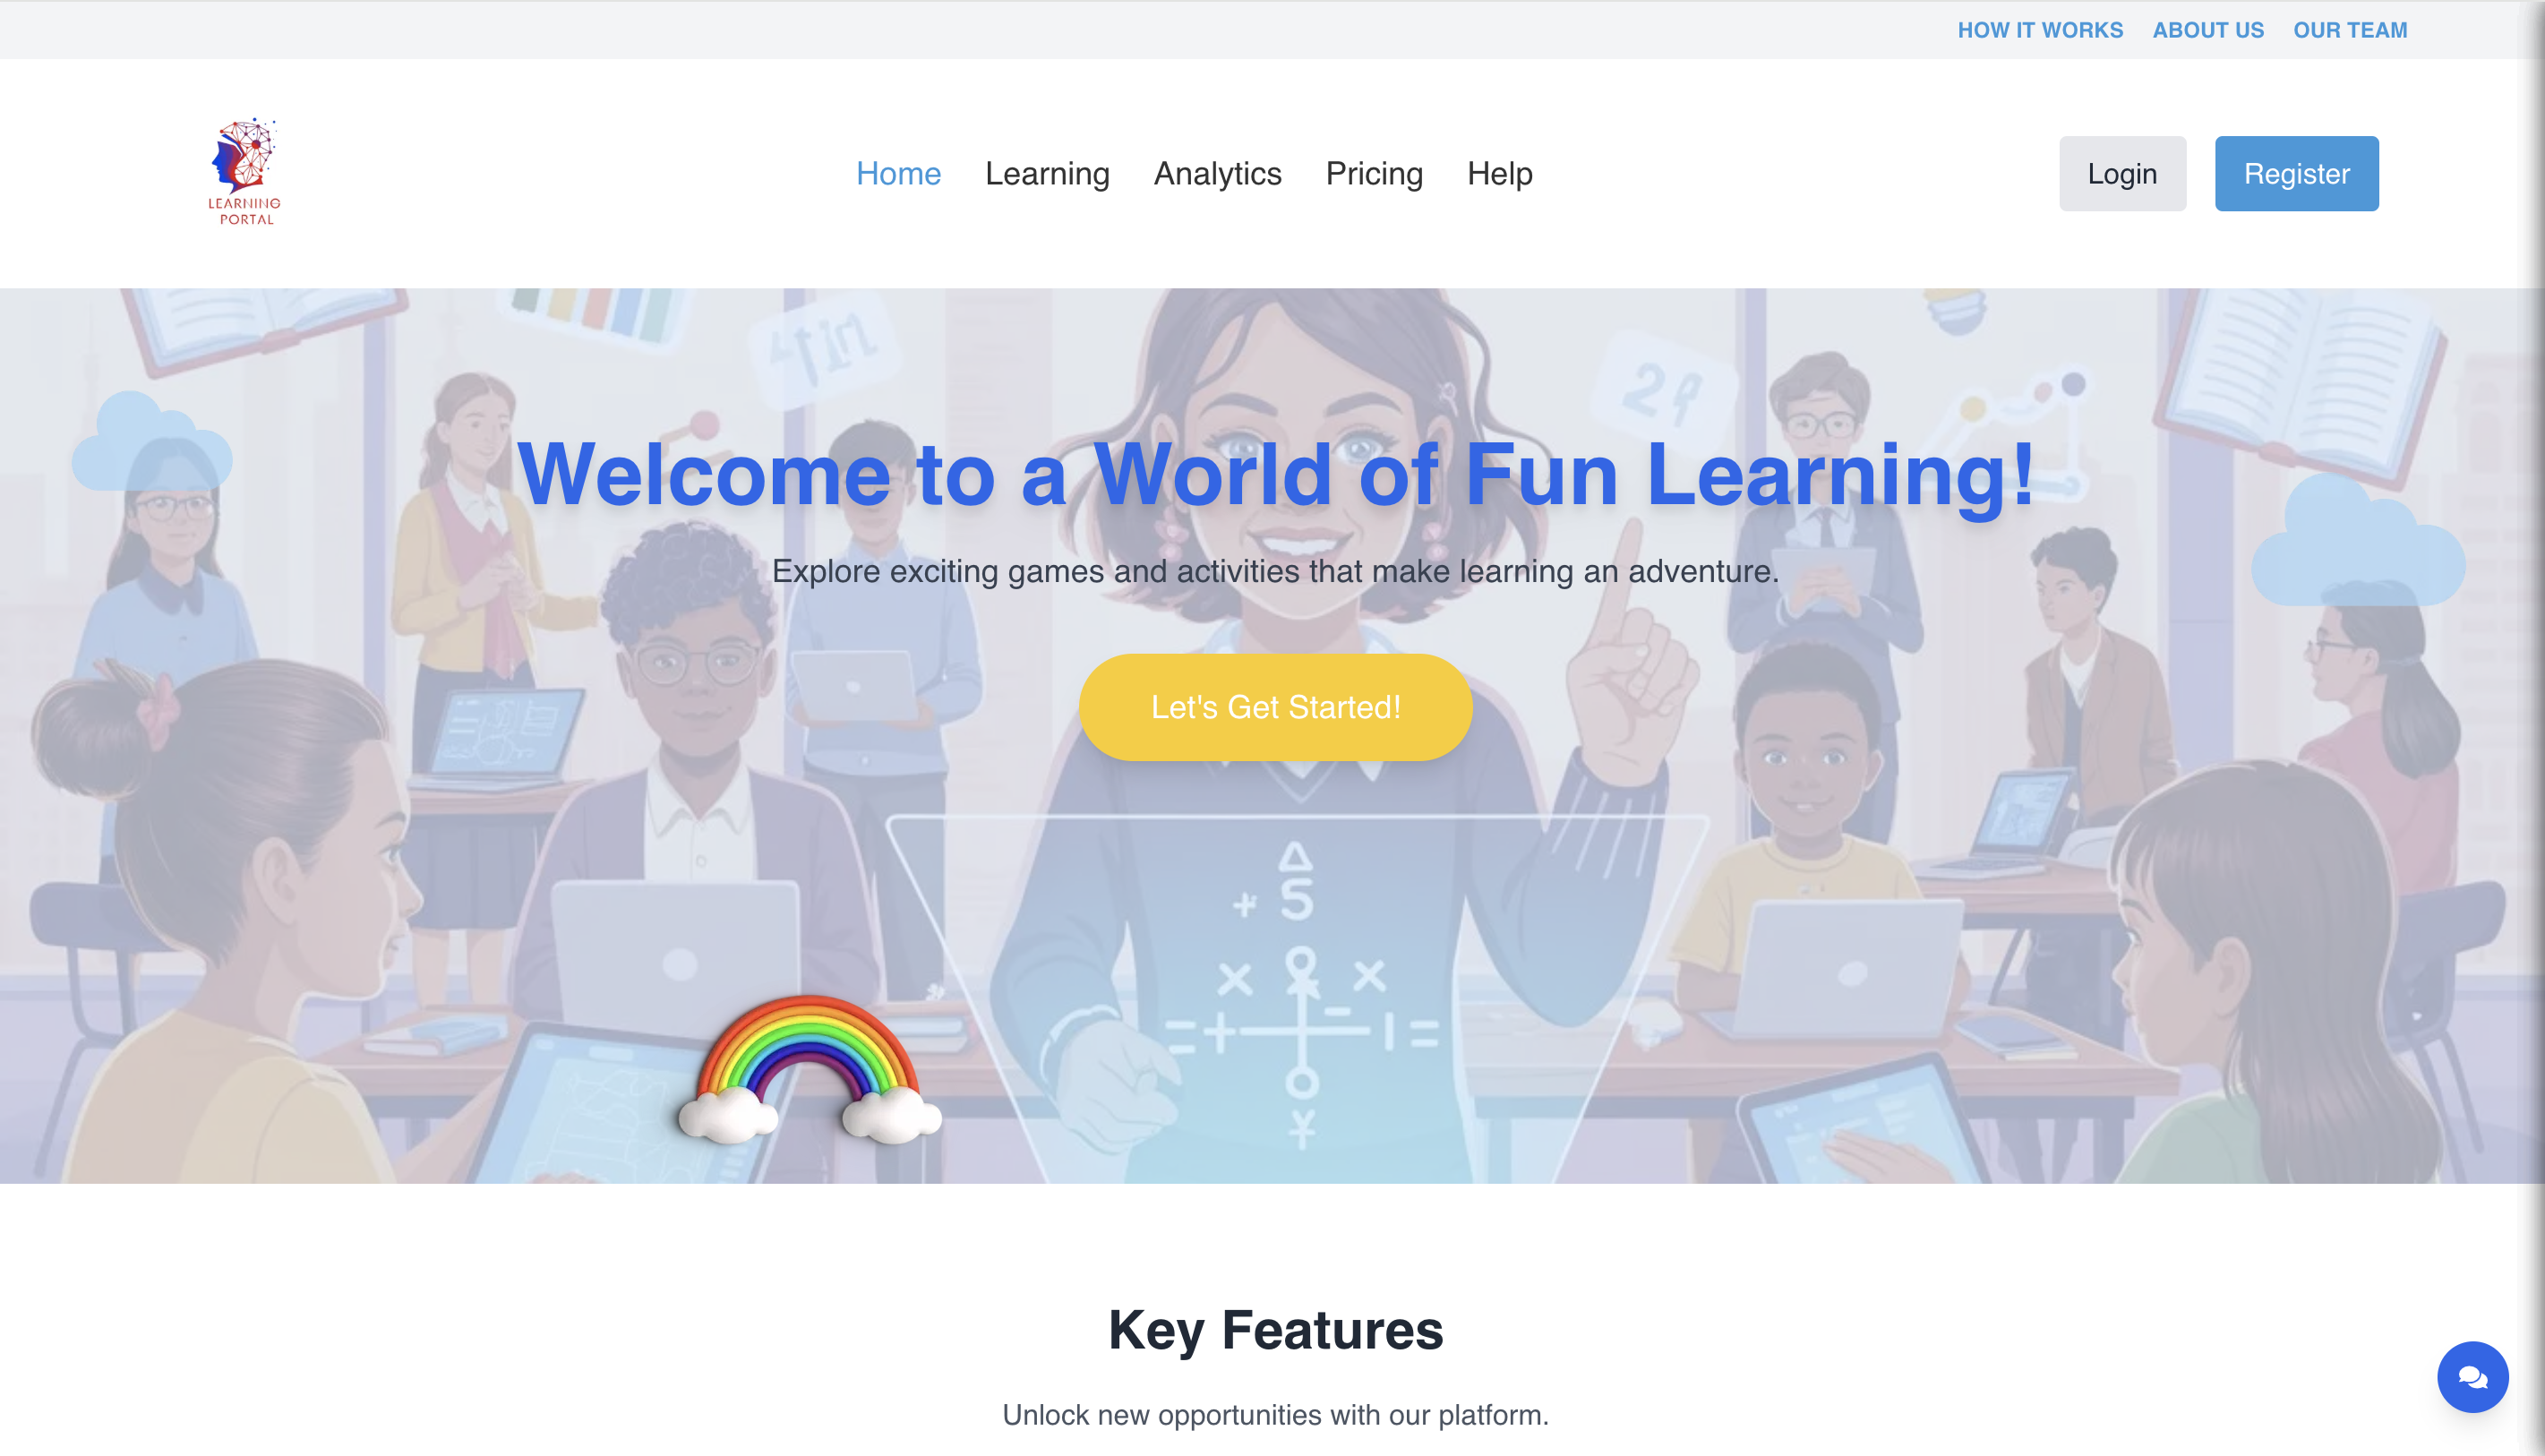 HOW IT WORKS ABOUT US OUR TEAM
LEARNING
PORTAL
Home Learning Analytics Pricing Help
Login Register
Welcome to a World of Fun Learning!
Explore exciting games and activities that make learning an adventure.
Let's Get Started!
+ 5
Key Features
Unlock new opportunities with our platform.